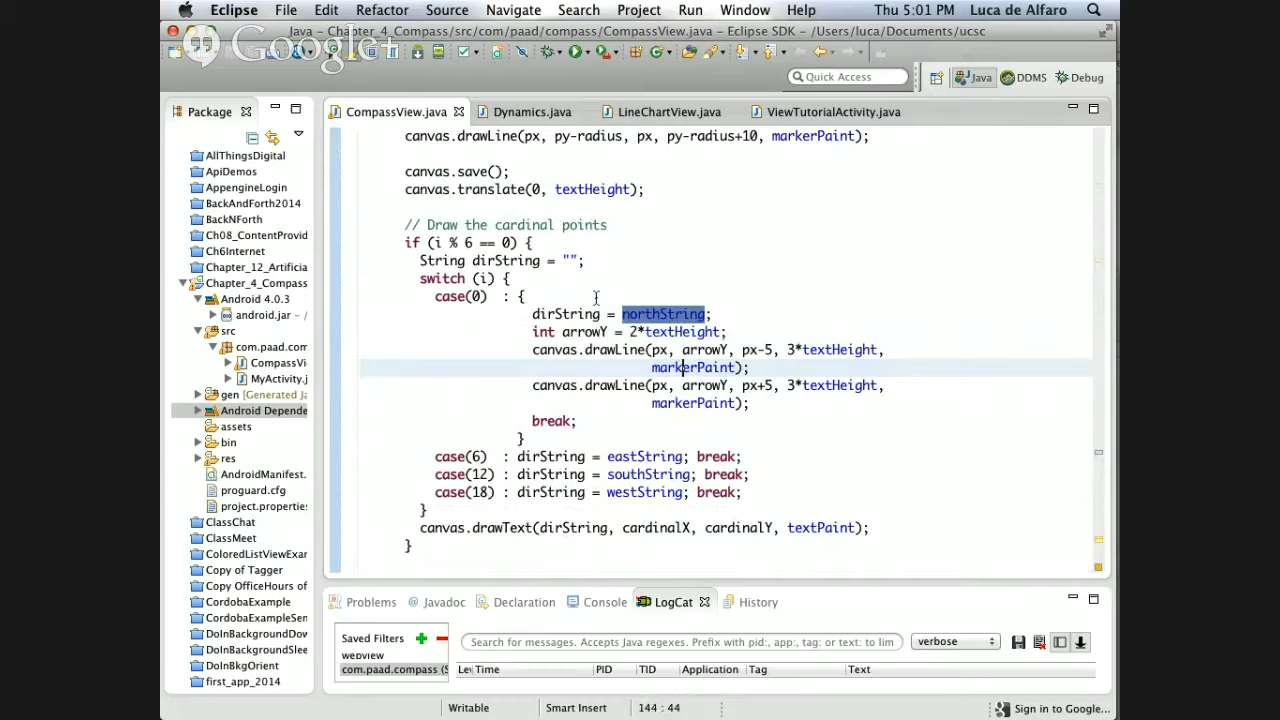 Eclipse File Edit Refactor Source Navigate Search Project Run Window Help Thu 5:01 PM Luca de Alfaro
Java – Chapter_4_Compass/src/com/paad/compass/CompassView.java – Eclipse SDK – /Users/luca/Documents/ucsc
Google+
Quick Access Java DDMS Debug
Package CompassView.java Dynamics.java LineChartView.java ViewTutorialActivity.java
AllThingsDigital
ApiDemos
AppengineLogin
BackAndForth2014
BackNForth
Ch08_ContentProvid
Ch6Internet
Chapter_12_Artificia
Chapter_4_Compass
Android 4.0.3
android.jar
src
com.paad.com
CompassVi
MyActivity.j
gen [Generated Ja
Android Depende
assets
bin
res
AndroidManifest.
proguard.cfg
project.properties
ClassChat
ClassMeet
ColoredListViewExar
Copy of Tagger
Copy OfficeHours of
CordobaExample
CordobaExampleSen
DoInBackgroundDow
DoInBackgroundSlee
DoInBkgOrient
first_app_2014
canvas.drawLine(px, py-radius, px, py-radius+10, markerPaint);
canvas.save();
canvas.translate(0, textHeight);
// Draw the cardinal points
if (i % 6 == 0) {
String dirString = "";
switch (i) {
case(0) : {
dirString = northString;
int arrowY = 2*textHeight;
canvas.drawLine(px, arrowY, px-5, 3*textHeight,
markerPaint);
canvas.drawLine(px, arrowY, px+5, 3*textHeight,
markerPaint);
break;
}
case(6) : dirString = eastString; break;
case(12) : dirString = southString; break;
case(18) : dirString = westString; break;
}
canvas.drawText(dirString, cardinalX, cardinalY, textPaint);
}
Problems @ Javadoc Declaration Console LogCat History
Saved Filters
webview
com.paad.compass (S
Search for messages. Accepts Java regexes. Prefix with pid:, app:, tag: or text: to lim verbose
Le Time PID TID Application Tag Text
Writable Smart Insert 144 : 44 Sign in to Google...